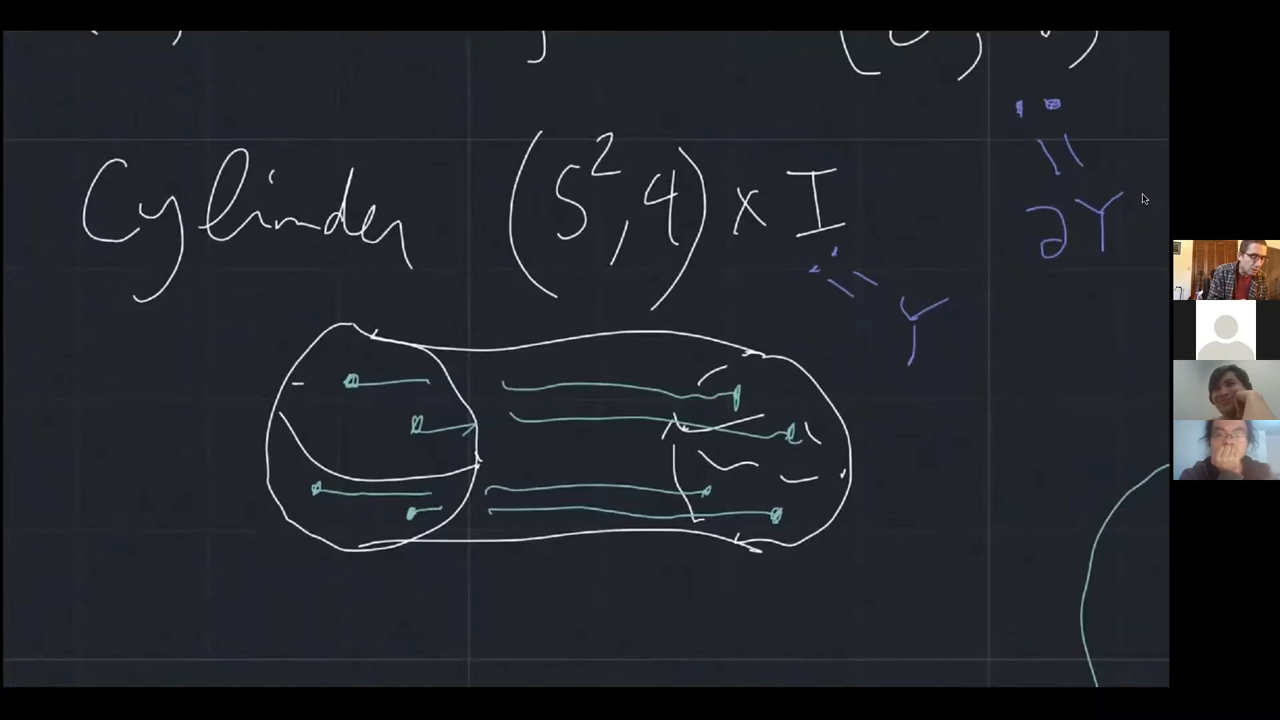 Cylinder (S²,4) × I
∂Y
Y